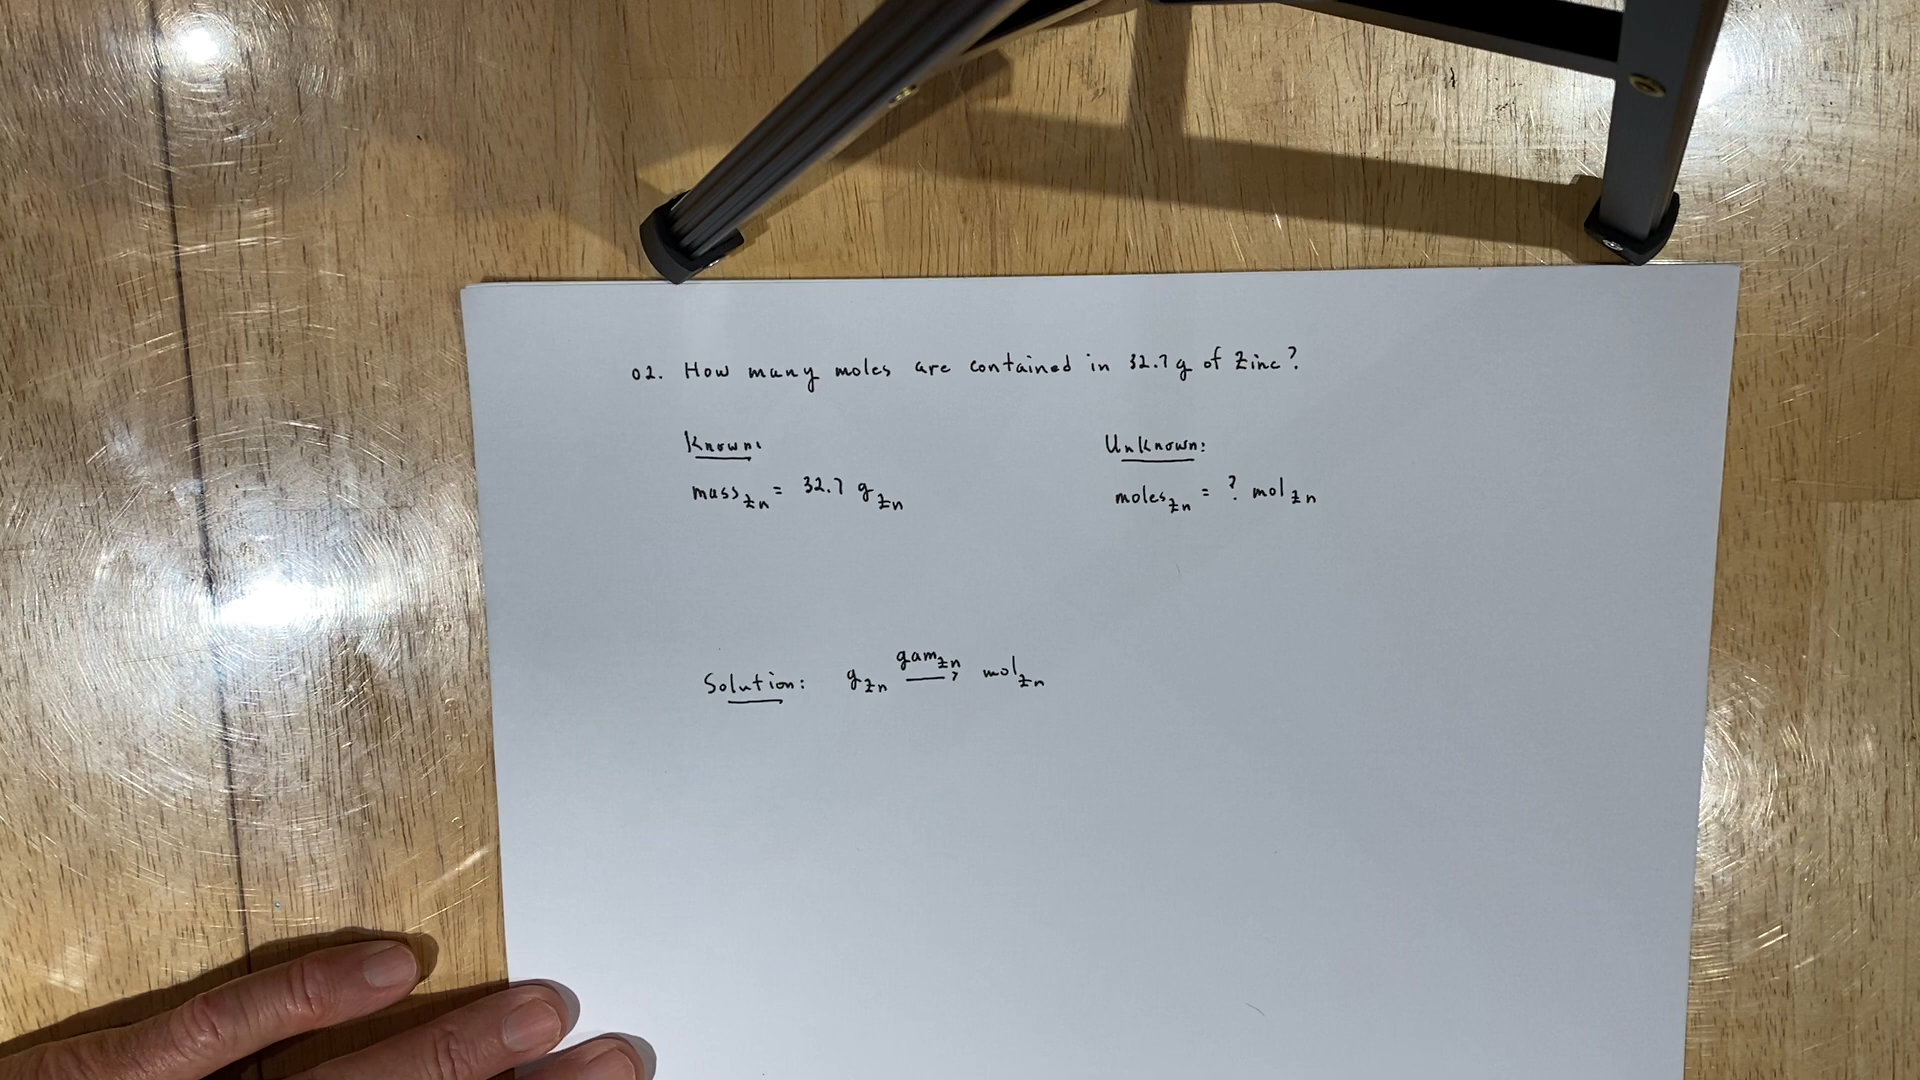 02. How many moles are contained in 32.7 g of Zinc?
Known: Unknown:
mass Zn = 32.7 g Zn moles Zn = ? mol Zn
Solution: g Zn gam Zn → mol Zn